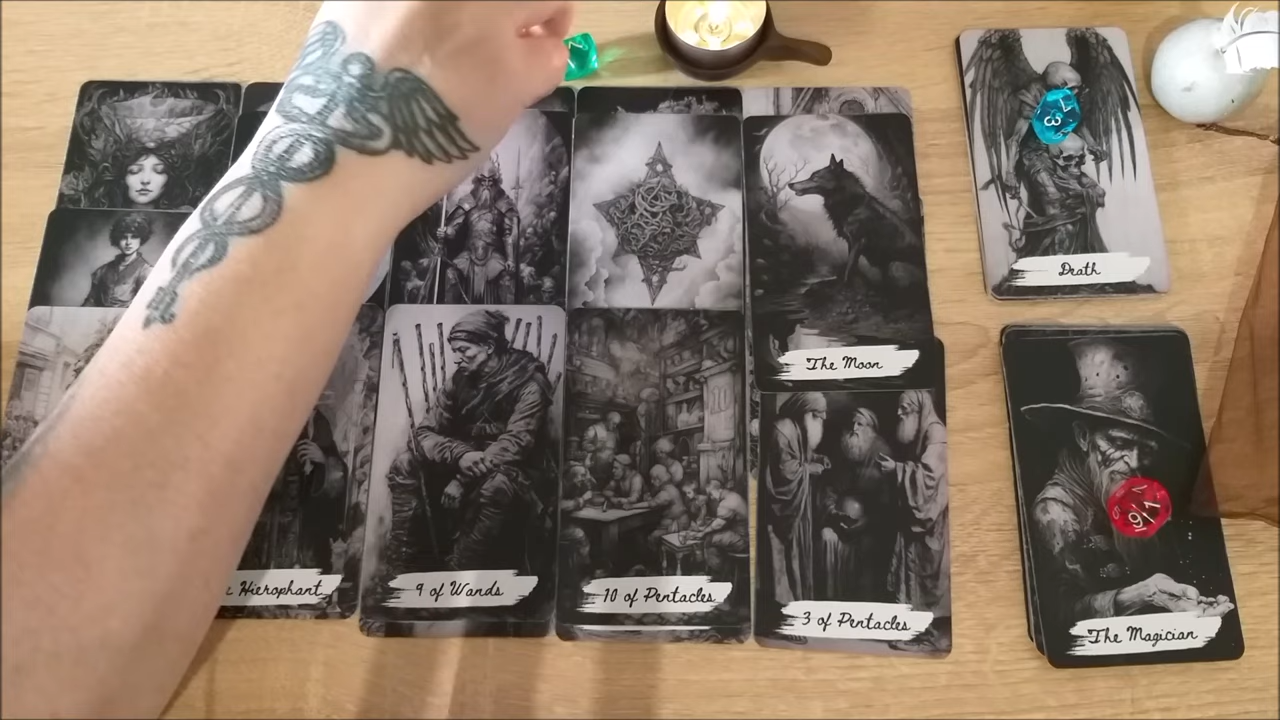 Death
The Moon
e Hierophant
9 of Wands
10 of Pentacles
3 of Pentacles
The Magician